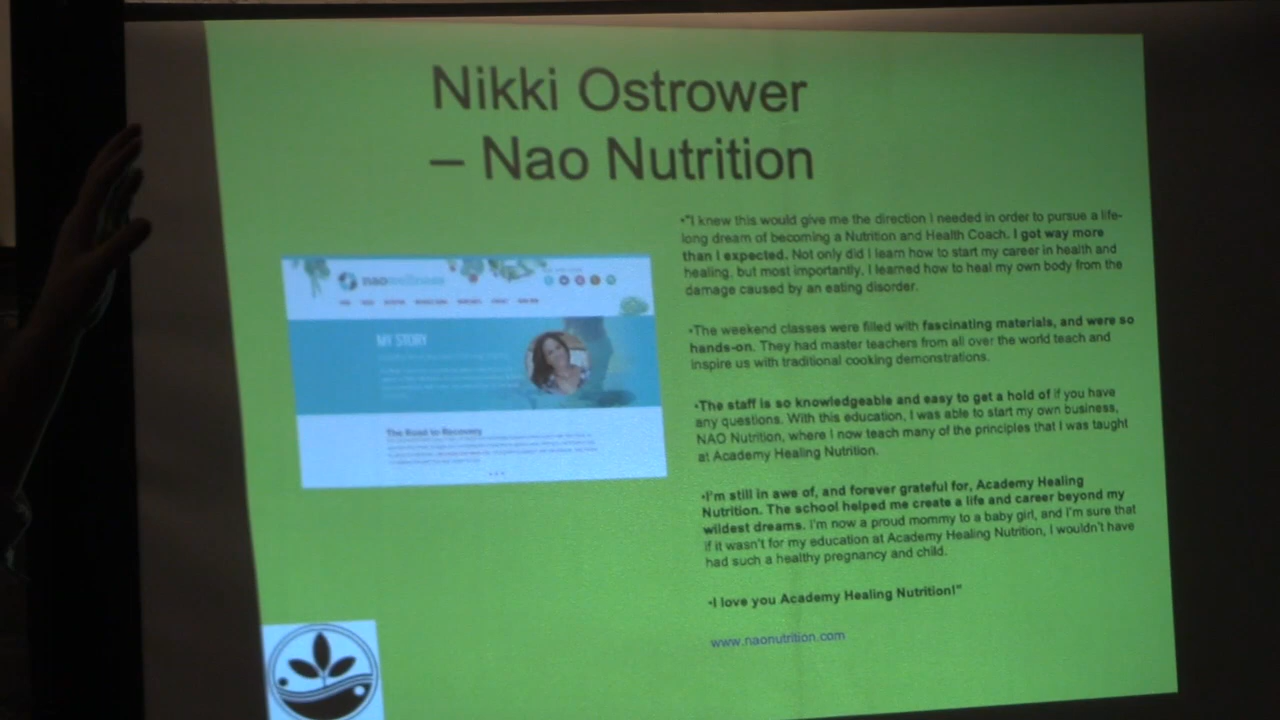 Nikki Ostrower
– Nao Nutrition
•"I knew this would give me the direction I needed in order to pursue a life-
long dream of becoming a Nutrition and Health Coach. I got way more
than I expected. Not only did I learn how to start my career in health and
healing, but most importantly, I learned how to heal my own body from the
damage caused by an eating disorder.
•The weekend classes were filled with fascinating materials, and were so
hands-on. They had master teachers from all over the world teach and
inspire us with traditional cooking demonstrations.
•The staff is so knowledgeable and easy to get a hold of if you have
any questions. With this education, I was able to start my own business,
NAO Nutrition, where I now teach many of the principles that I was taught
at Academy Healing Nutrition.
•I'm still in awe of, and forever grateful for, Academy Healing
Nutrition. The school helped me create a life and career beyond my
wildest dreams. I'm now a proud mommy to a baby girl, and I'm sure that
if it wasn't for my education at Academy Healing Nutrition, I wouldn't have
had such a healthy pregnancy and child.
•I love you Academy Healing Nutrition!"
www.naonutrition.com
naowellness
MY STORY
The Road to Recovery